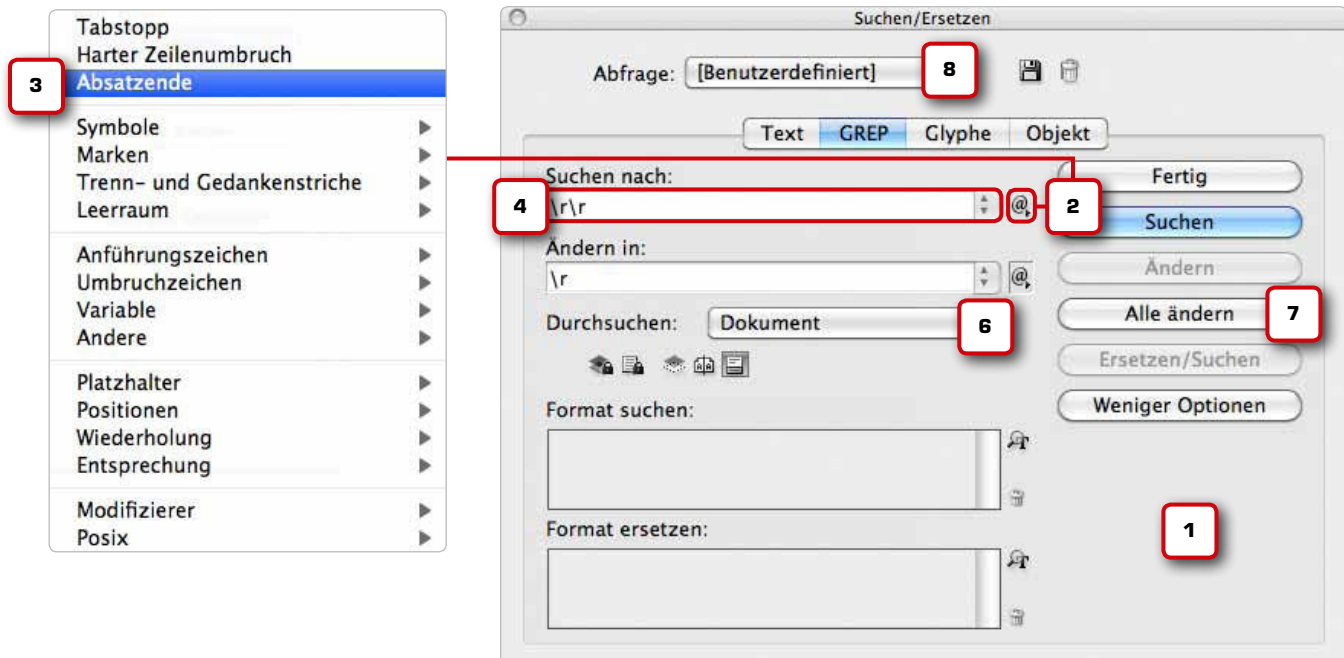 Tabstopp
Harter Zeilenumbruch
3
Absatzende
Symbole
Marken
Trenn- und Gedankenstriche
Leerraum
Anführungszeichen
Umbruchzeichen
Variable
Andere
Platzhalter
Positionen
Wiederholung
Entsprechung
Modifizierer
Posix
Suchen/Ersetzen
Abfrage: [Benutzerdefiniert] 8
Text GREP Glyphe Objekt
Suchen nach:
4 \r\r @ 2
Ändern in:
\r @
Durchsuchen: Dokument 6
Format suchen:
Format ersetzen:
Fertig
Suchen
Ändern
Alle ändern 7
Ersetzen/Suchen
Weniger Optionen
1